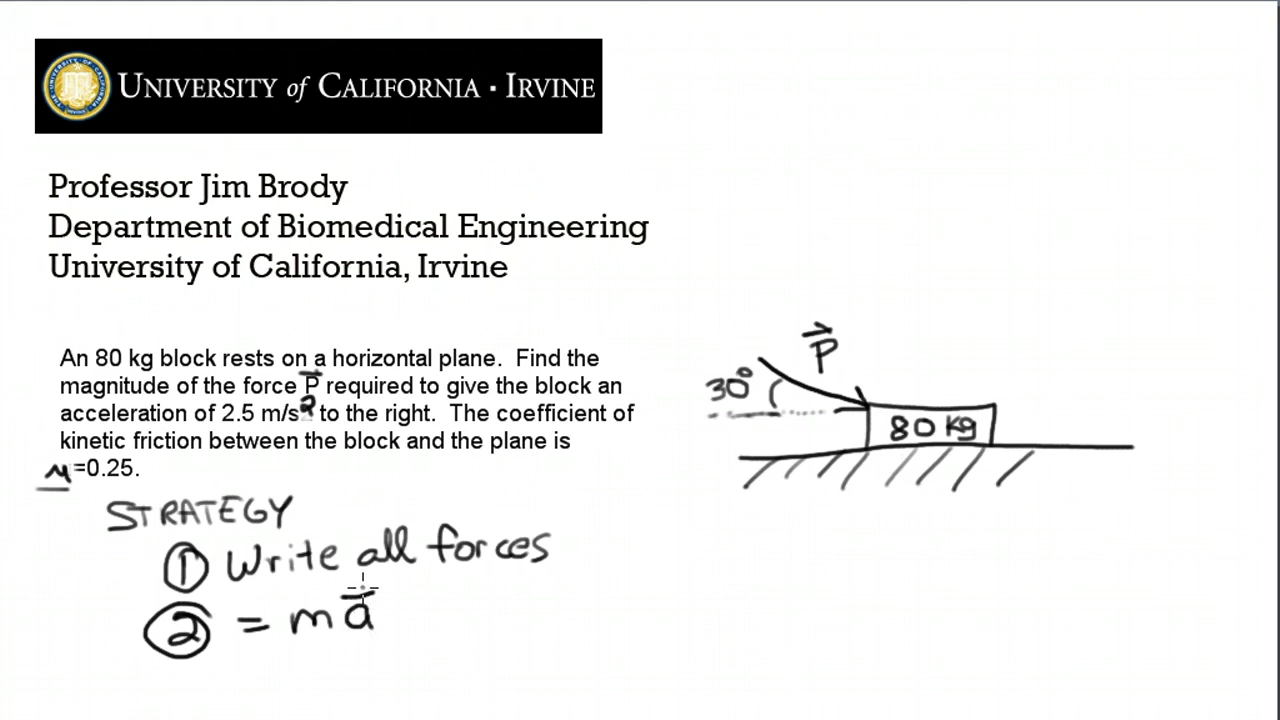 UNIVERSITY of CALIFORNIA · IRVINE
Professor Jim Brody
Department of Biomedical Engineering
University of California, Irvine
An 80 kg block rests on a horizontal plane. Find the
magnitude of the force P required to give the block an
acceleration of 2.5 m/s² to the right. The coefficient of
kinetic friction between the block and the plane is
μ=0.25.
STRATEGY
① Write all forces
② = ma
P
30°
80 kg